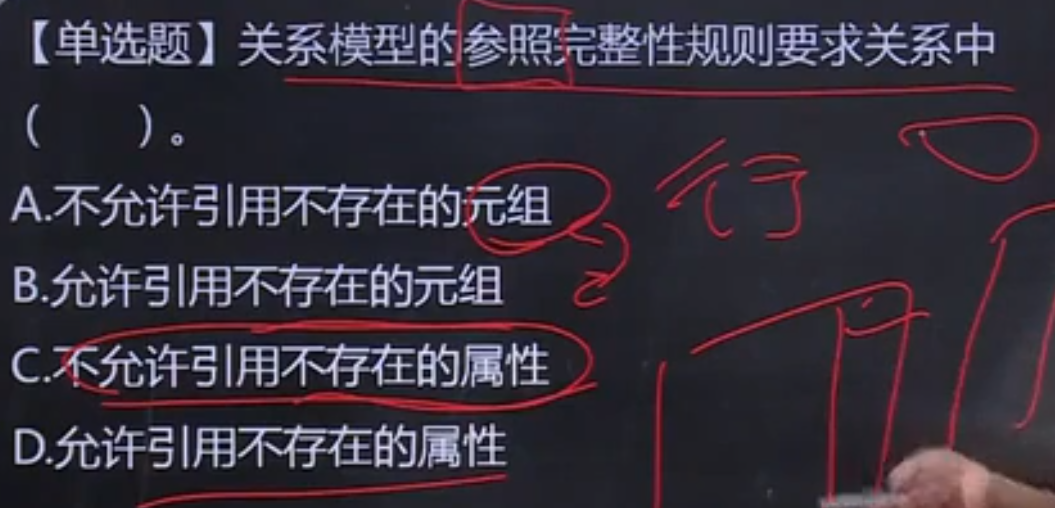 【单选题】关系模型的参照完整性规则要求关系中
(    )。
A.不允许引用不存在的元组
行
B.允许引用不存在的元组
C.不允许引用不存在的属性
D.允许引用不存在的属性